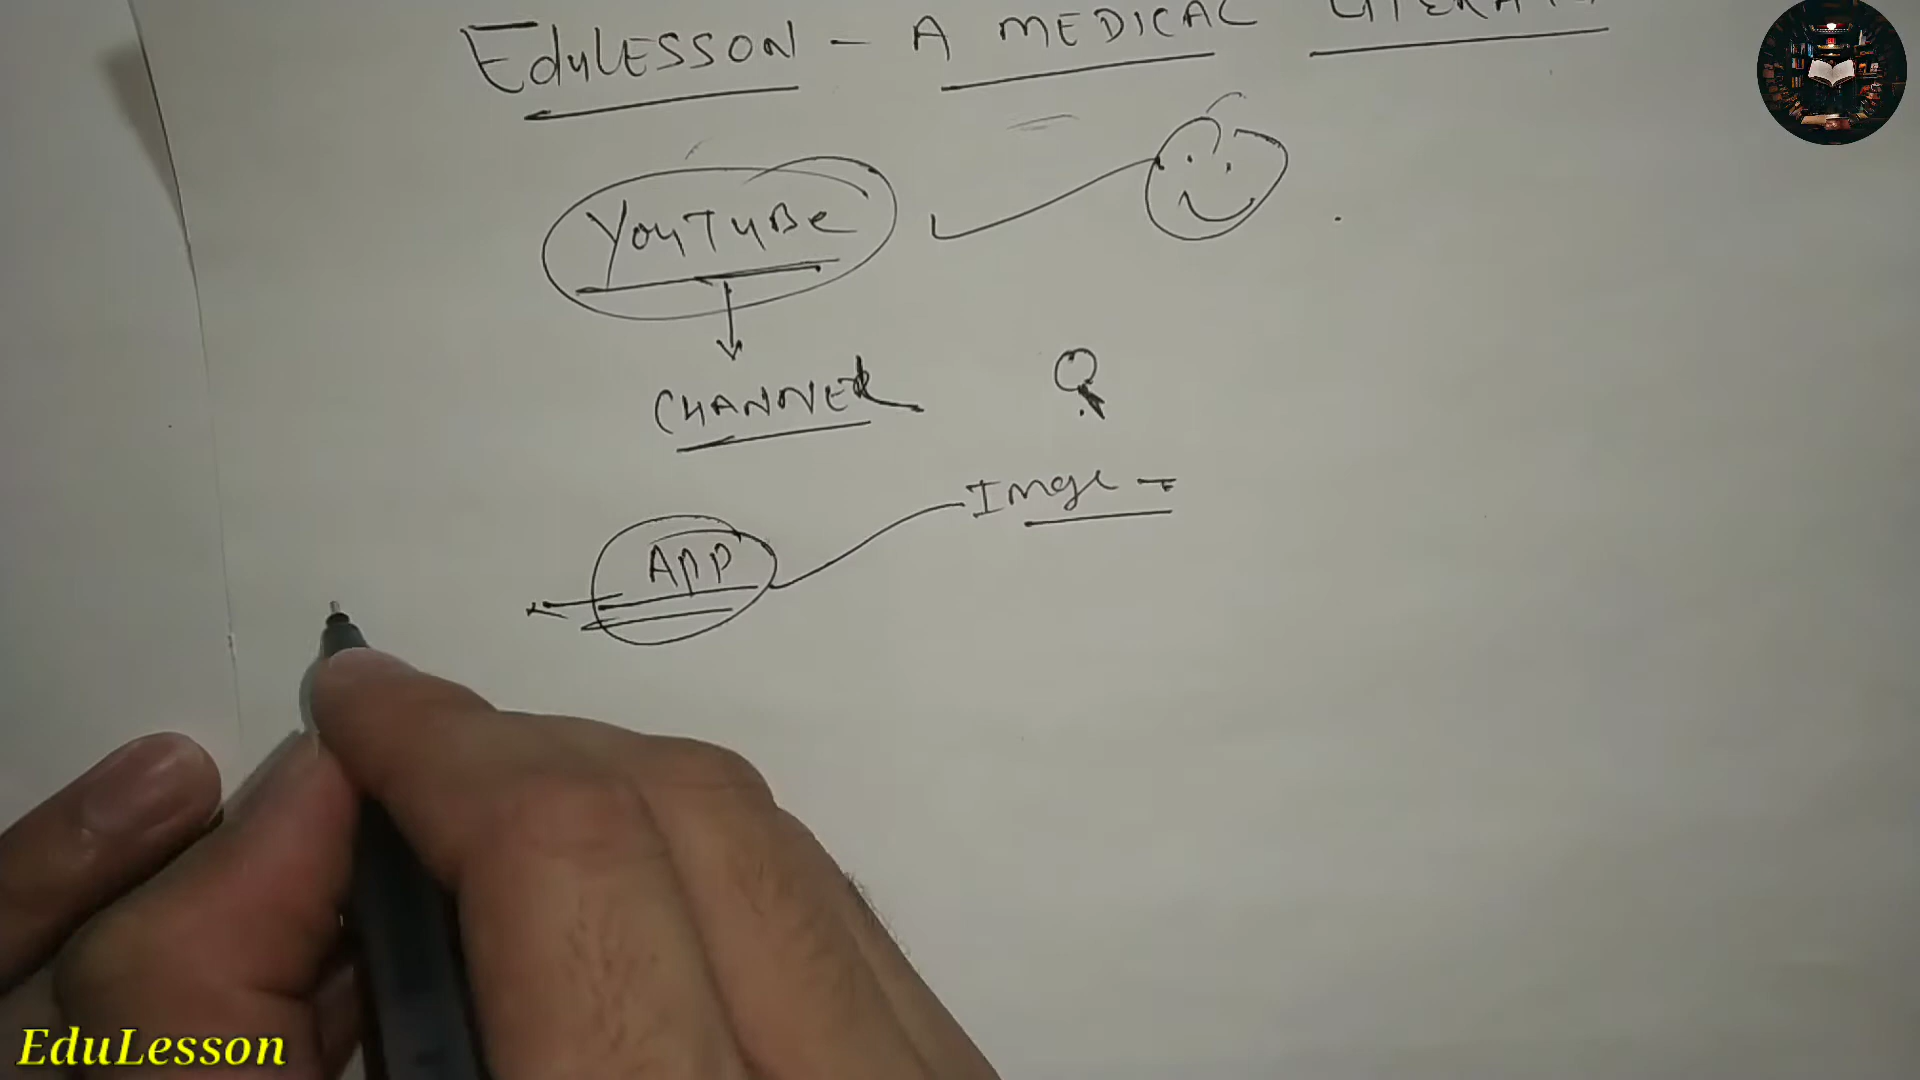 EduLESSON - A MEDICAL
YouTuBe
CHANNEL
Image -
App
EduLesson